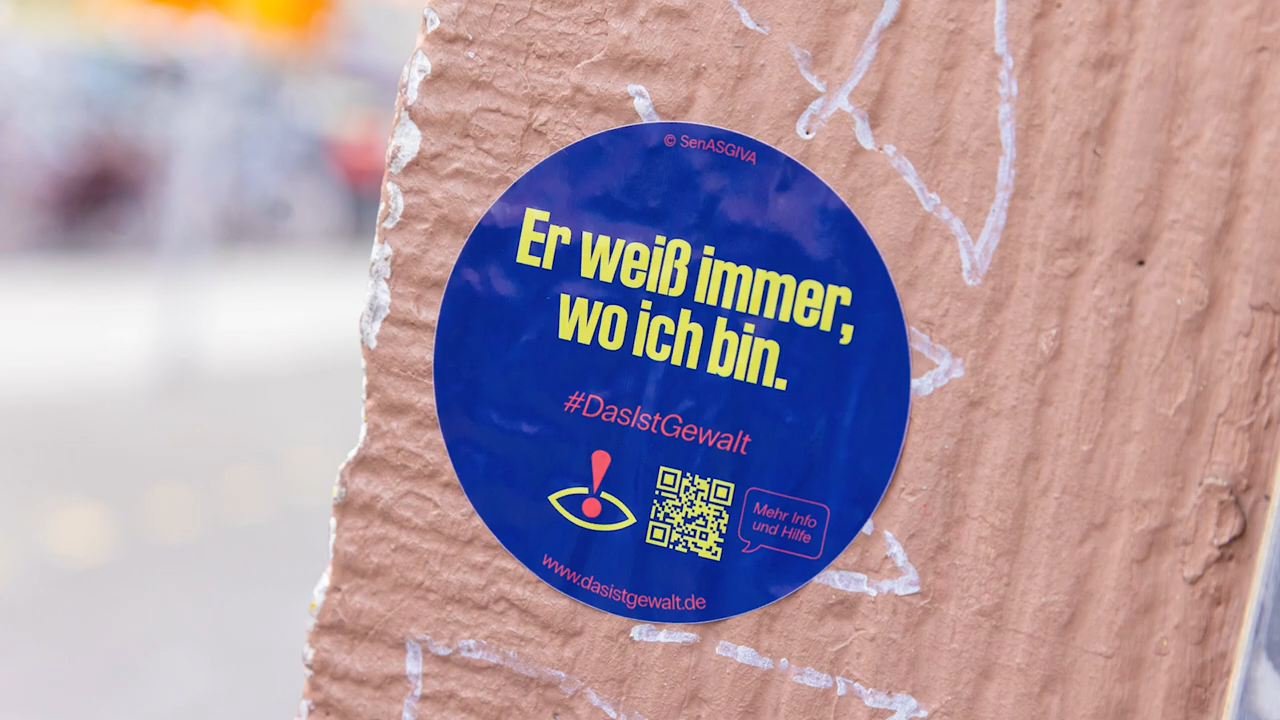 © SenASGIVA
Er weiß immer,
wo ich bin.
#DasIstGewalt
Mehr Info
und Hilfe
www.dasistgewalt.de